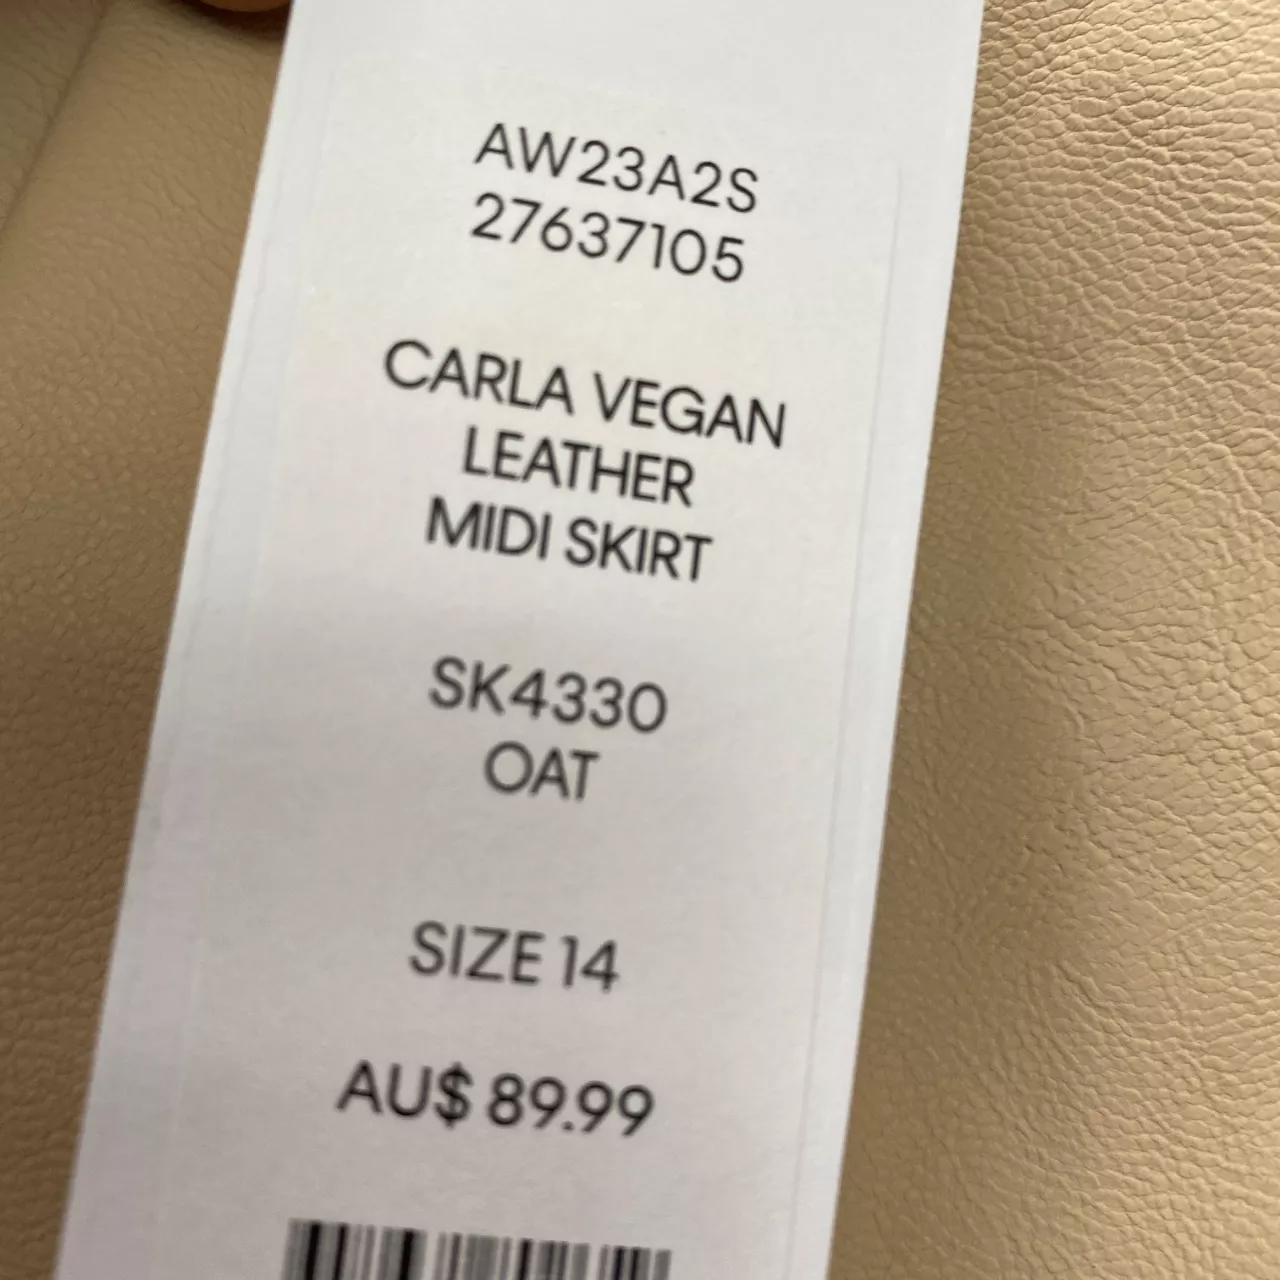 AW23A2S
27637105
CARLA VEGAN
LEATHER
MIDI SKIRT
SK4330
OAT
SIZE 14
AU$ 89.99